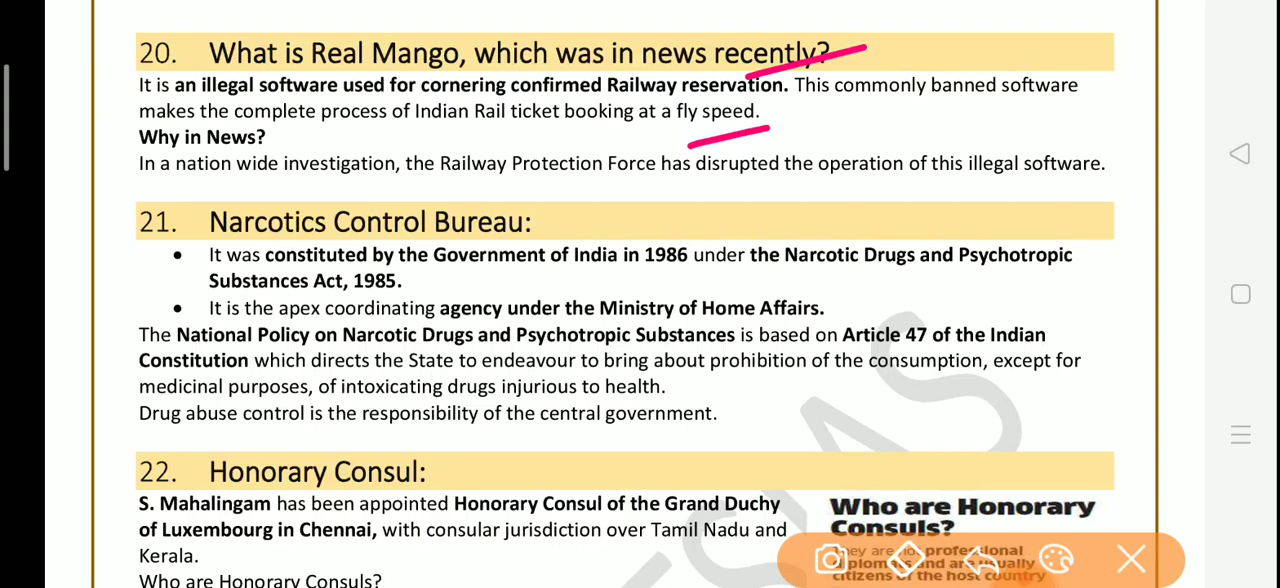 20. What is Real Mango, which was in news recently?
It is an illegal software used for cornering confirmed Railway reservation. This commonly banned software
makes the complete process of Indian Rail ticket booking at a fly speed.
Why in News?
In a nation wide investigation, the Railway Protection Force has disrupted the operation of this illegal software.
21. Narcotics Control Bureau:
• It was constituted by the Government of India in 1986 under the Narcotic Drugs and Psychotropic
Substances Act, 1985.
• It is the apex coordinating agency under the Ministry of Home Affairs.
The National Policy on Narcotic Drugs and Psychotropic Substances is based on Article 47 of the Indian
Constitution which directs the State to endeavour to bring about prohibition of the consumption, except for
medicinal purposes, of intoxicating drugs injurious to health.
Drug abuse control is the responsibility of the central government.
22. Honorary Consul:
S. Mahalingam has been appointed Honorary Consul of the Grand Duchy
of Luxembourg in Chennai, with consular jurisdiction over Tamil Nadu and
Kerala.
Who are Honorary Consuls?
Who are Honorary
Consuls?
are professional
and usually
citizens of the host country